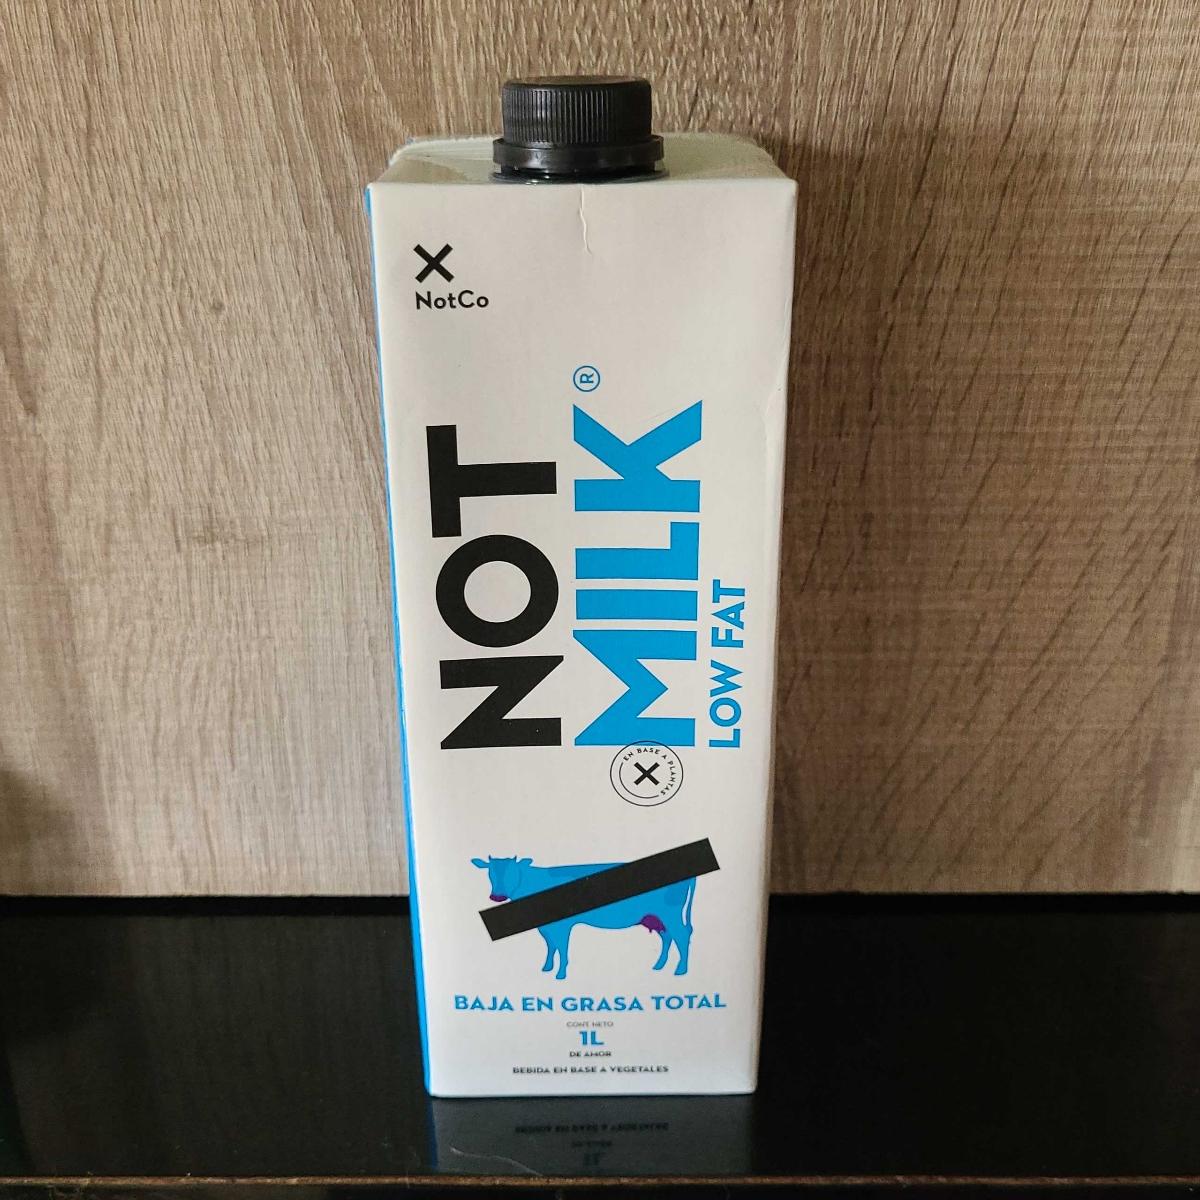 NotCo
NOT
MILK®
LOW FAT
EN BASE A PLANTAS
BAJA EN GRASA TOTAL
CONT. NETO
1L
DE AMOR
BEBIDA EN BASE A VEGETALES